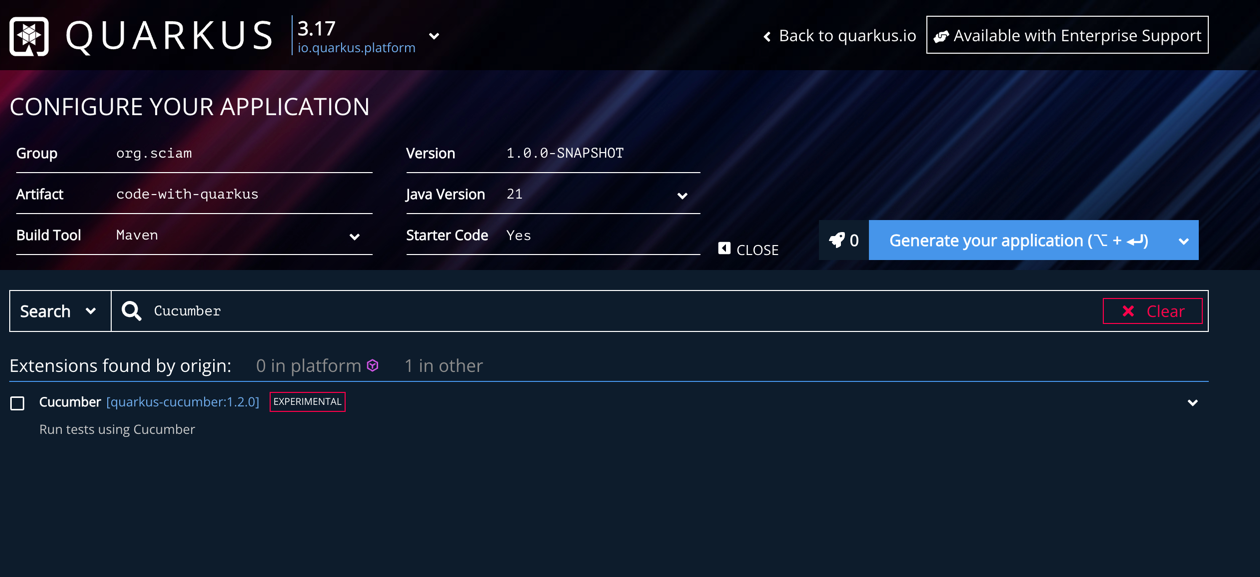 QUARKUS 3.17
io.quarkus.platform
Back to quarkus.io
Available with Enterprise Support
CONFIGURE YOUR APPLICATION
Group org.sciam
Version 1.0.0-SNAPSHOT
Artifact code-with-quarkus
Java Version 21
Build Tool Maven
Starter Code Yes
CLOSE
0
Generate your application (⌥ + ↵)
Search Cucumber
Clear
Extensions found by origin: 0 in platform 1 in other
Cucumber [quarkus-cucumber:1.2.0] EXPERIMENTAL
Run tests using Cucumber